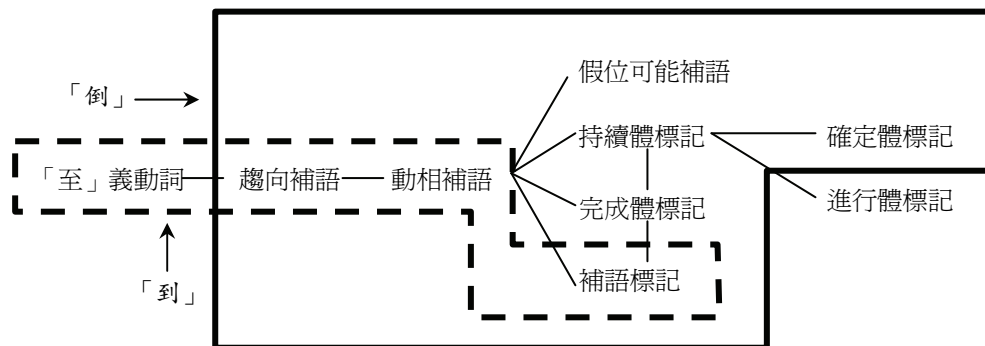 假位可能補語
「倒」
持續體標記 確定體標記
「至」義動詞 趨向補語 動相補語
進行體標記
完成體標記
補語標記
「到」